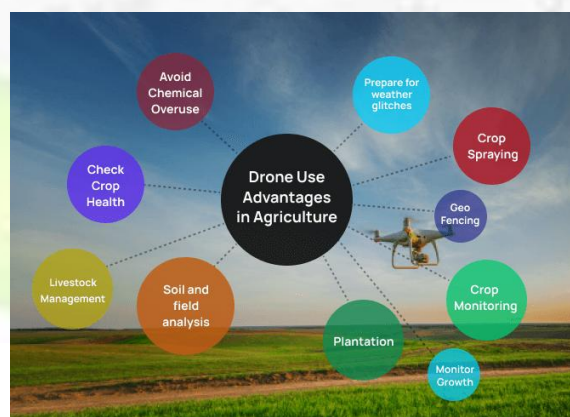 Avoid
Chemical
Overuse
Prepare for
weather
glitches
Crop
Spraying
Check
Crop
Health
Drone Use
Advantages
in Agriculture
Geo
Fencing
Livestock
Management
Soil and
field
analysis
Crop
Monitoring
Plantation
Monitor
Growth